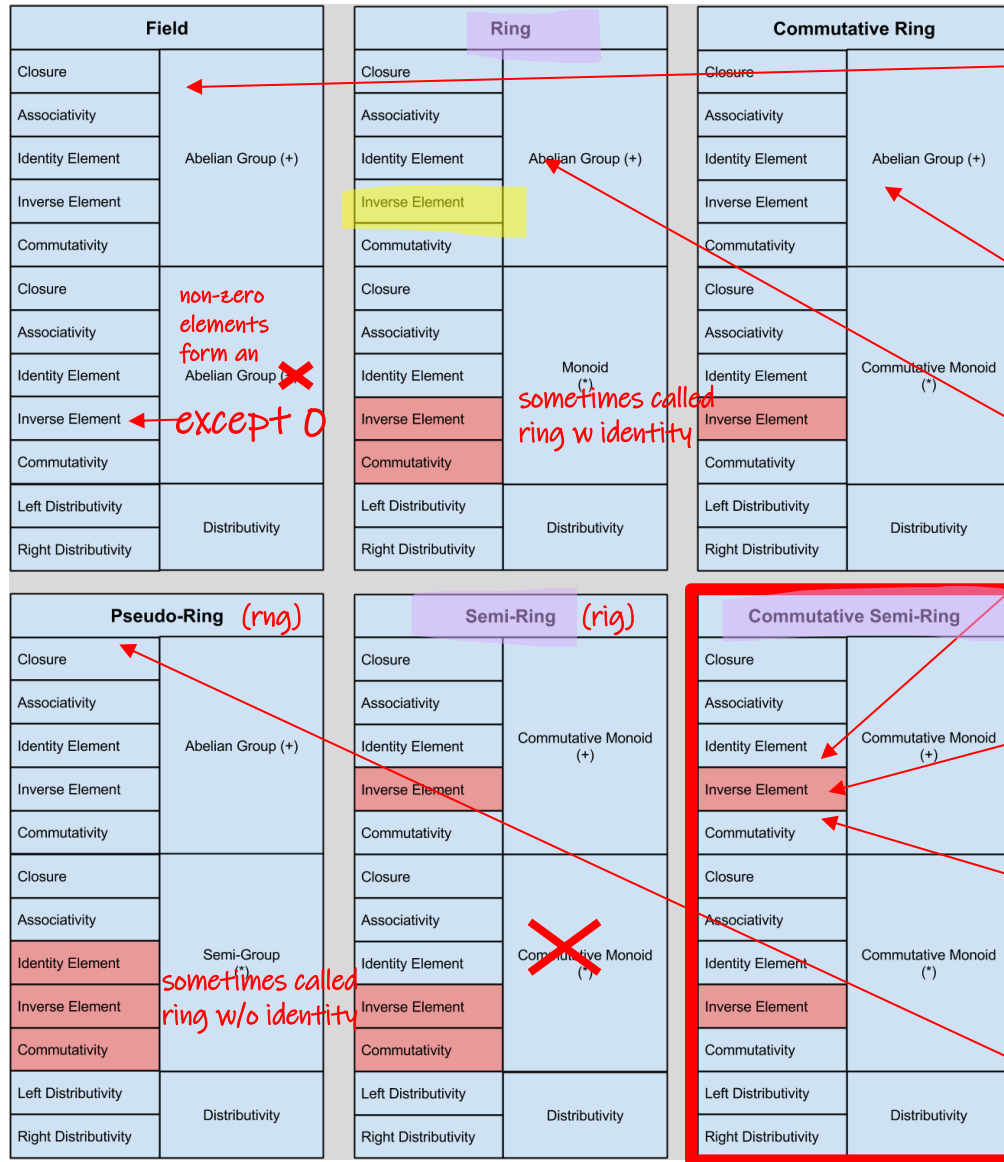 Field
Closure
Associativity
Identity Element
Abelian Group (+)
Inverse Element
Commutativity
Closure
non-zero
elements
form an
Associativity
Identity Element
Abelian Group
Inverse Element
except 0
Commutativity
Left Distributivity
Distributivity
Right Distributivity
Ring
Closure
Associativity
Identity Element
Abelian Group (+)
Inverse Element
Commutativity
Closure
Associativity
Identity Element
Monoid
(*)
sometimes called
ring w identity
Inverse Element
Commutativity
Left Distributivity
Distributivity
Right Distributivity
Commutative Ring
Closure
Associativity
Identity Element
Abelian Group (+)
Inverse Element
Commutativity
Closure
Associativity
Identity Element
Commutative Monoid
(*)
Inverse Element
Commutativity
Left Distributivity
Distributivity
Right Distributivity
Pseudo-Ring (rng)
Closure
Associativity
Identity Element
Abelian Group (+)
Inverse Element
Commutativity
Closure
Associativity
Identity Element
Semi-Group
(*)
sometimes called
ring w/o identity
Inverse Element
Commutativity
Left Distributivity
Distributivity
Right Distributivity
Semi-Ring (rig)
Closure
Associativity
Identity Element
Commutative Monoid
(+)
Inverse Element
Commutativity
Closure
Associativity
Identity Element
Commutative Monoid
(*)
Inverse Element
Commutativity
Left Distributivity
Distributivity
Right Distributivity
Commutative Semi-Ring
Closure
Associativity
Identity Element
Commutative Monoid
(+)
Inverse Element
Commutativity
Closure
Associativity
Identity Element
Commutative Monoid
(*)
Inverse Element
Commutativity
Left Distributivity
Distributivity
Right Distributivity